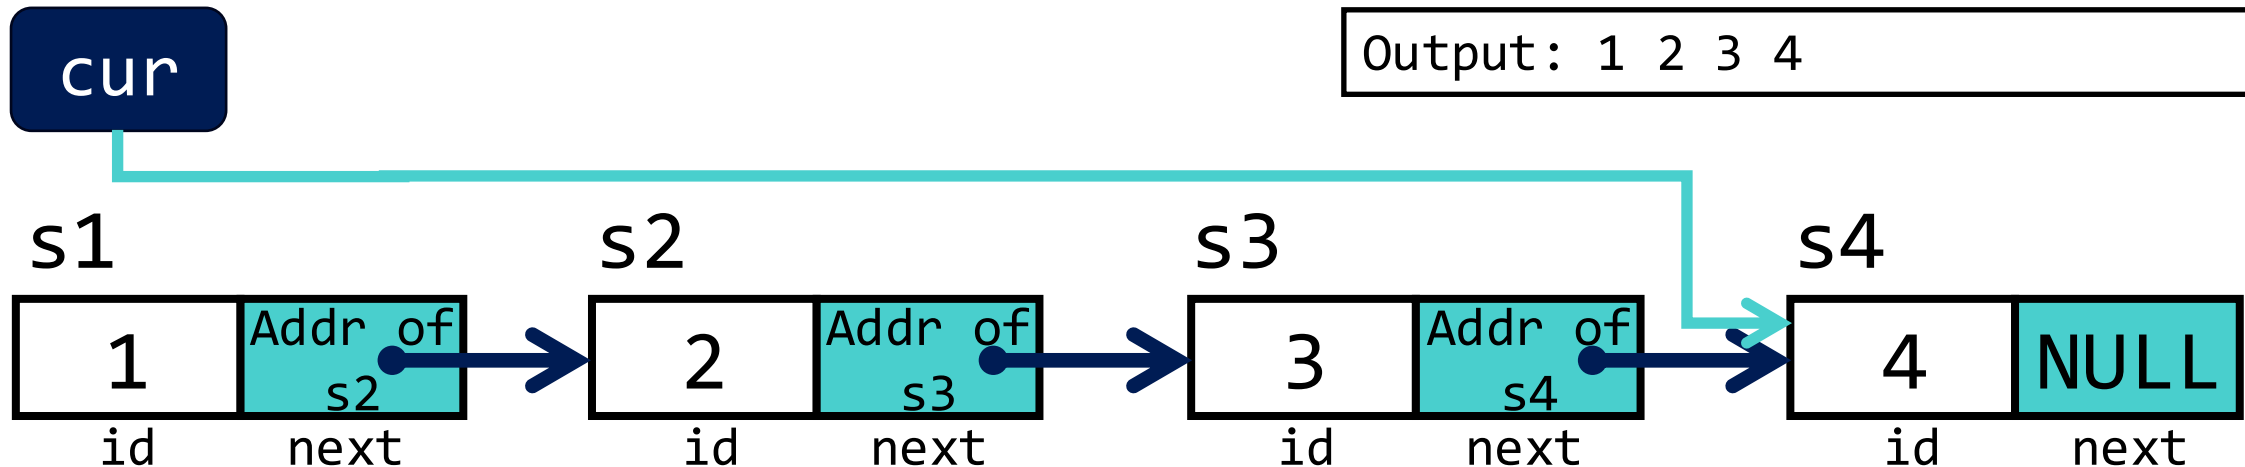 cur
Output: 1 2 3 4
s1 s2 s3 s4
1 Addr of s2 2 Addr of s3 3 Addr of s4 4 NULL
id next id next id next id next